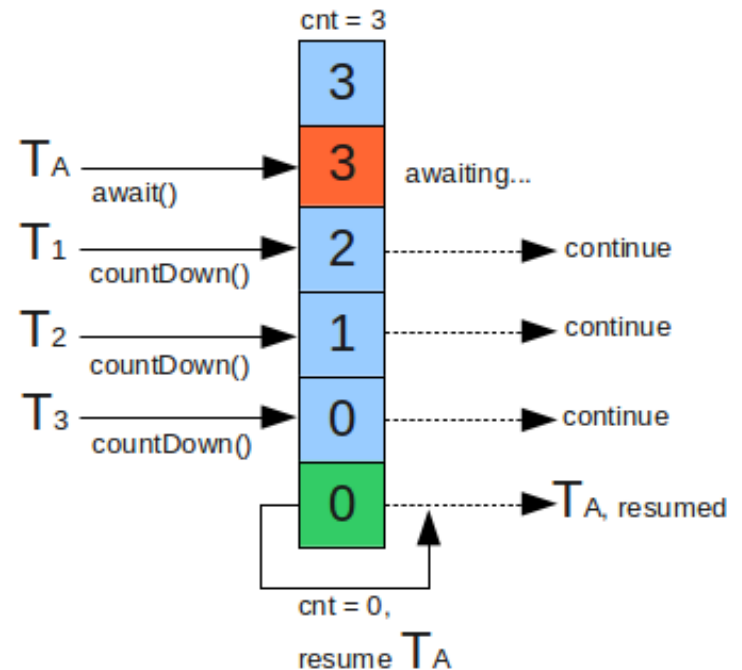 cnt = 3
3
TA
await()
3
awaiting...
T1
countDown()
2
continue
T2
countDown()
1
continue
T3
countDown()
0
continue
0
TA, resumed
cnt = 0,
resume TA